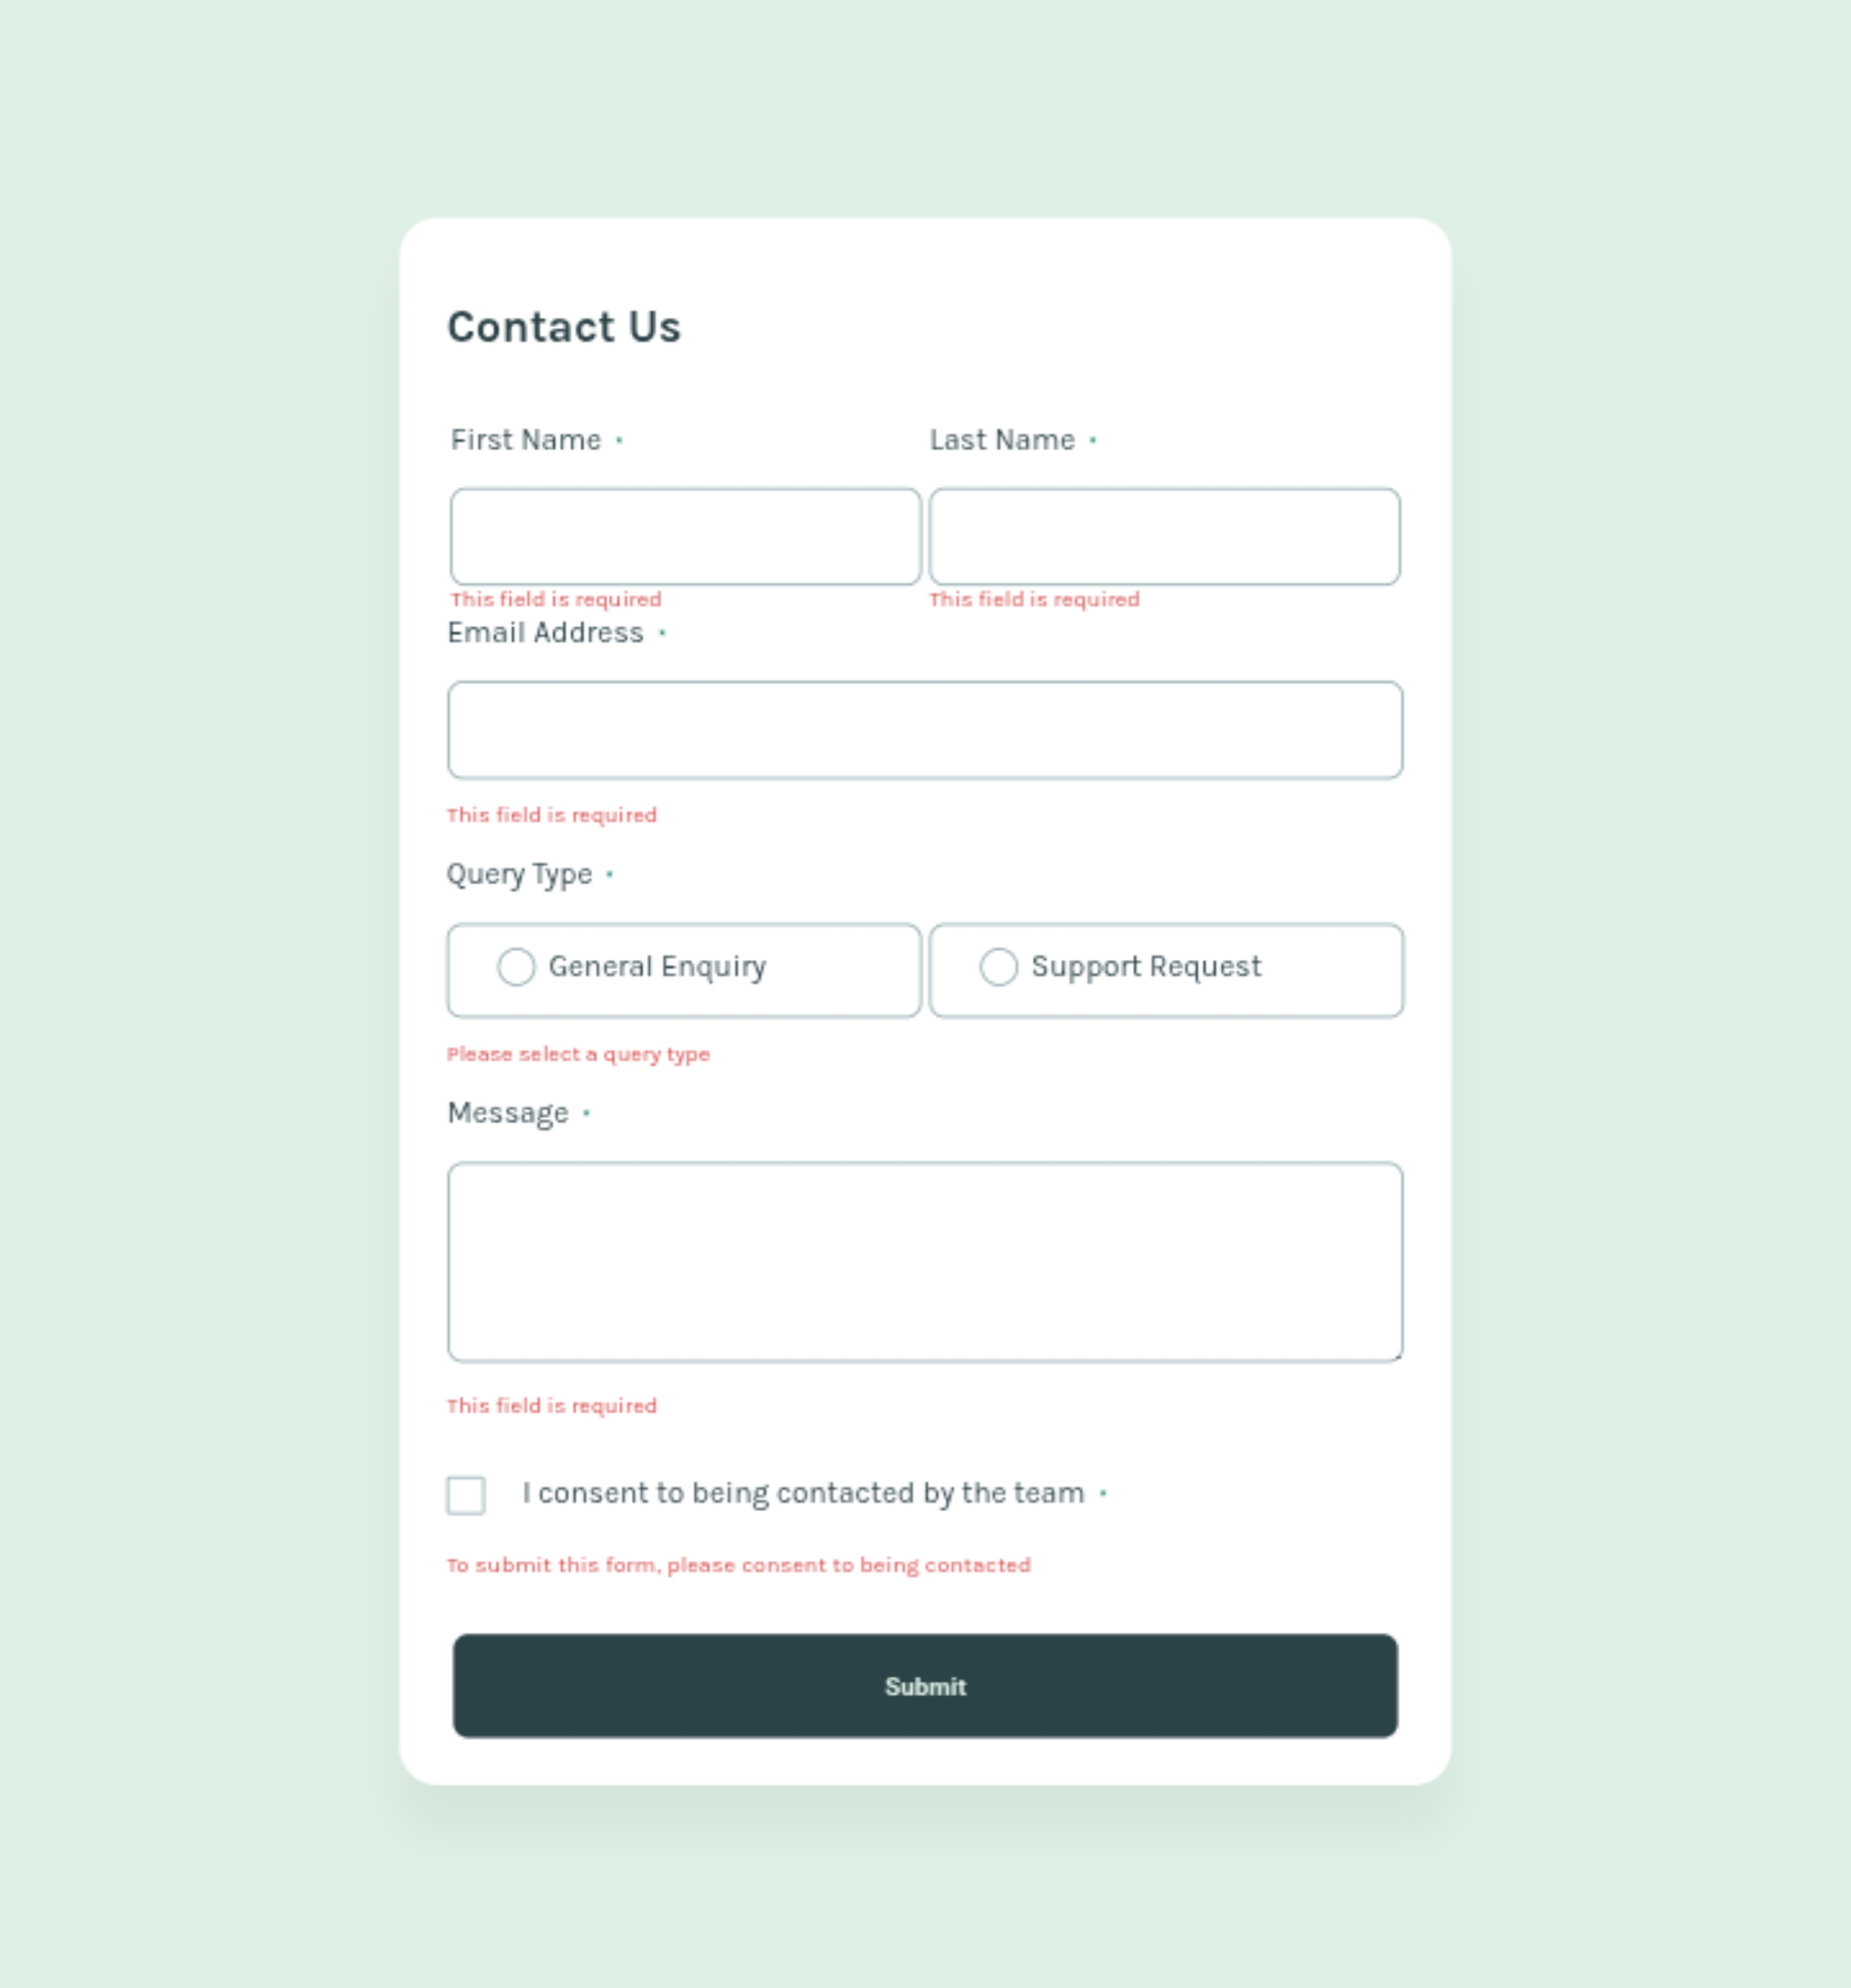 Contact Us
First Name · Last Name ·
This field is required This field is required
Email Address ·
This field is required
Query Type ·
General Enquiry Support Request
Please select a query type
Message ·
This field is required
I consent to being contacted by the team ·
To submit this form, please consent to being contacted
Submit